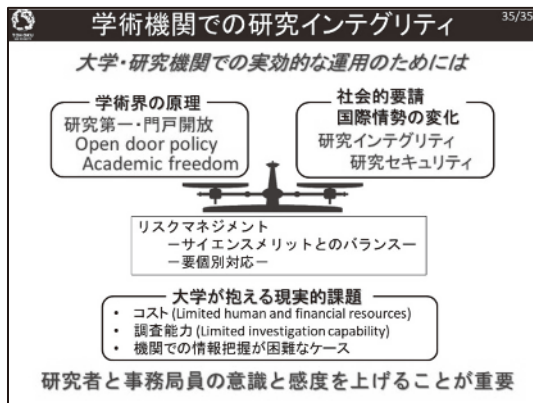 学術機関での研究インテグリティ
35/35
大学・研究機関での実効的な運用のためには
学術界の原理
研究第一・門戸開放
Open door policy
Academic freedom
社会的要請
国際情勢の変化
研究インテグリティ
研究セキュリティ
リスクマネジメント
－サイエンスメリットとのバランス－
－要個別対応－
大学が抱える現実的課題
• コスト (Limited human and financial resources)
• 調査能力 (Limited investigation capability)
• 機関での情報把握が困難なケース
研究者と事務局員の意識と感度を上げることが重要